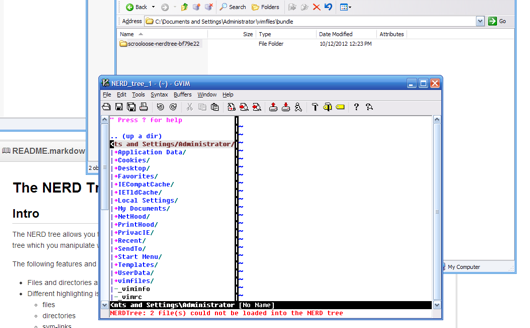 Back
Search
Folders
Address
C:\Documents and Settings\Administrator\vimfiles\bundle
Go
Name
Size
Type
Date Modified
Attributes
scrooloose-nerdtree-bf79e22
File Folder
10/12/2012 12:23 PM
NERD_tree_1 - (~) - GVIM
File Edit Tools Syntax Buffers Window Help
" Press ? for help
.. (up a dir)
<nts and Settings/Administrator/
|+Application Data/
|+Cookies/
|+Desktop/
|+Favorites/
|+IECompatCache/
|+IETldCache/
|+Local Settings/
|+My Documents/
|+NetHood/
|+PrintHood/
|+PrivacIE/
|+Recent/
|+SendTo/
|+Start Menu/
|+Templates/
|+UserData/
|+vimfiles/
|-_viminfo
|-_vimrc
<nts and Settings\Administrator [No Name]
NERDTree: 2 file(s) could not be loaded into the NERD tree
2 ob
My Computer
README.markdow
The NERD Tr
Intro
The NERD Tree allows you t
tree which you manipulate w
The following features and
Files and directories a
Different highlighting is
files
directories
sym-links